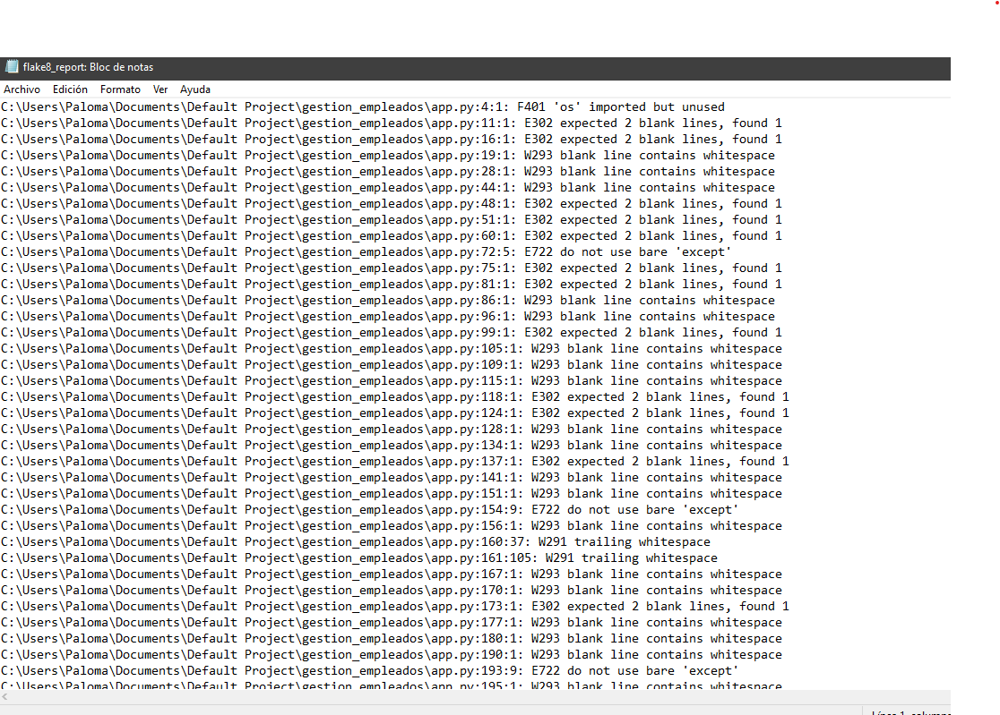 flake8_report: Bloc de notas
Archivo Edición Formato Ver Ayuda
C:\Users\Paloma\Documents\Default Project\gestion_empleados\app.py:4:1: F401 'os' imported but unused
C:\Users\Paloma\Documents\Default Project\gestion_empleados\app.py:11:1: E302 expected 2 blank lines, found 1
C:\Users\Paloma\Documents\Default Project\gestion_empleados\app.py:16:1: E302 expected 2 blank lines, found 1
C:\Users\Paloma\Documents\Default Project\gestion_empleados\app.py:19:1: W293 blank line contains whitespace
C:\Users\Paloma\Documents\Default Project\gestion_empleados\app.py:28:1: W293 blank line contains whitespace
C:\Users\Paloma\Documents\Default Project\gestion_empleados\app.py:44:1: W293 blank line contains whitespace
C:\Users\Paloma\Documents\Default Project\gestion_empleados\app.py:48:1: E302 expected 2 blank lines, found 1
C:\Users\Paloma\Documents\Default Project\gestion_empleados\app.py:51:1: E302 expected 2 blank lines, found 1
C:\Users\Paloma\Documents\Default Project\gestion_empleados\app.py:60:1: E302 expected 2 blank lines, found 1
C:\Users\Paloma\Documents\Default Project\gestion_empleados\app.py:72:5: E722 do not use bare 'except'
C:\Users\Paloma\Documents\Default Project\gestion_empleados\app.py:75:1: E302 expected 2 blank lines, found 1
C:\Users\Paloma\Documents\Default Project\gestion_empleados\app.py:81:1: E302 expected 2 blank lines, found 1
C:\Users\Paloma\Documents\Default Project\gestion_empleados\app.py:86:1: W293 blank line contains whitespace
C:\Users\Paloma\Documents\Default Project\gestion_empleados\app.py:96:1: W293 blank line contains whitespace
C:\Users\Paloma\Documents\Default Project\gestion_empleados\app.py:99:1: E302 expected 2 blank lines, found 1
C:\Users\Paloma\Documents\Default Project\gestion_empleados\app.py:105:1: W293 blank line contains whitespace
C:\Users\Paloma\Documents\Default Project\gestion_empleados\app.py:109:1: W293 blank line contains whitespace
C:\Users\Paloma\Documents\Default Project\gestion_empleados\app.py:115:1: W293 blank line contains whitespace
C:\Users\Paloma\Documents\Default Project\gestion_empleados\app.py:118:1: E302 expected 2 blank lines, found 1
C:\Users\Paloma\Documents\Default Project\gestion_empleados\app.py:124:1: E302 expected 2 blank lines, found 1
C:\Users\Paloma\Documents\Default Project\gestion_empleados\app.py:128:1: W293 blank line contains whitespace
C:\Users\Paloma\Documents\Default Project\gestion_empleados\app.py:134:1: W293 blank line contains whitespace
C:\Users\Paloma\Documents\Default Project\gestion_empleados\app.py:137:1: E302 expected 2 blank lines, found 1
C:\Users\Paloma\Documents\Default Project\gestion_empleados\app.py:141:1: W293 blank line contains whitespace
C:\Users\Paloma\Documents\Default Project\gestion_empleados\app.py:151:1: W293 blank line contains whitespace
C:\Users\Paloma\Documents\Default Project\gestion_empleados\app.py:154:9: E722 do not use bare 'except'
C:\Users\Paloma\Documents\Default Project\gestion_empleados\app.py:156:1: W293 blank line contains whitespace
C:\Users\Paloma\Documents\Default Project\gestion_empleados\app.py:160:37: W291 trailing whitespace
C:\Users\Paloma\Documents\Default Project\gestion_empleados\app.py:161:105: W291 trailing whitespace
C:\Users\Paloma\Documents\Default Project\gestion_empleados\app.py:167:1: W293 blank line contains whitespace
C:\Users\Paloma\Documents\Default Project\gestion_empleados\app.py:170:1: W293 blank line contains whitespace
C:\Users\Paloma\Documents\Default Project\gestion_empleados\app.py:173:1: E302 expected 2 blank lines, found 1
C:\Users\Paloma\Documents\Default Project\gestion_empleados\app.py:177:1: W293 blank line contains whitespace
C:\Users\Paloma\Documents\Default Project\gestion_empleados\app.py:180:1: W293 blank line contains whitespace
C:\Users\Paloma\Documents\Default Project\gestion_empleados\app.py:190:1: W293 blank line contains whitespace
C:\Users\Paloma\Documents\Default Project\gestion_empleados\app.py:193:9: E722 do not use bare 'except'
C:\Users\Paloma\Documents\Default Project\gestion_empleados\app.py:195:1: W293 blank line contains whitespace